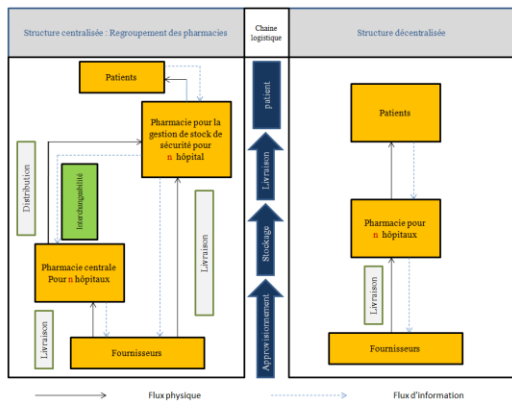 Structure centralisée : Regroupement des pharmacies
Chaine
logistique
Structure décentralisée
Patients
Pharmacie pour la
gestion de stock de
sécurité pour
n hôpital
Distribution
Interchangeabilité
Livraison
Pharmacie centrale
Pour n hôpitaux
Livraison
Fournisseurs
patient
Livraison
Stockage
Approvisionnement
Patients
Pharmacie pour
n hôpitaux
Livraison
Fournisseurs
Flux physique
Flux d'information